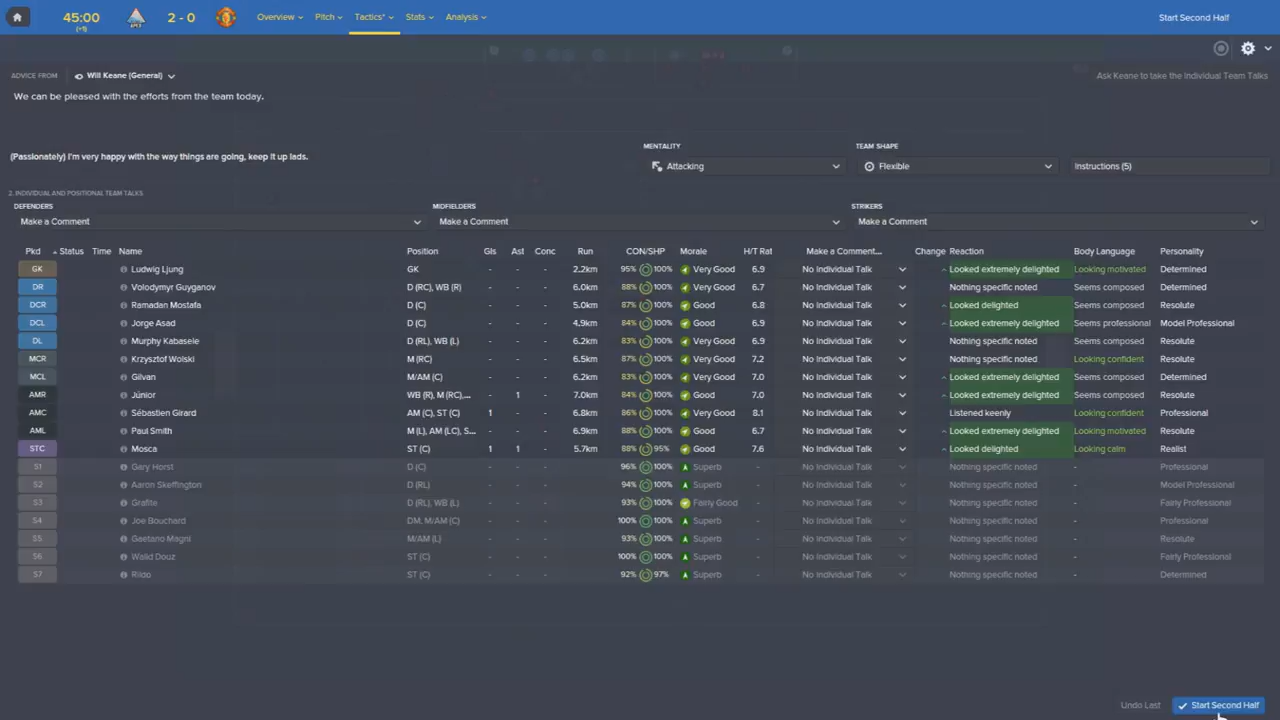 45:00 2 - 0 Overview Pitch Tactics* Stats Analysis Start Second Half
(+1)
ADVICE FROM Will Keane (General) Ask Keane to take the Individual Team Talks
We can be pleased with the efforts from the team today.
MENTALITY TEAM SHAPE
(Passionately) I'm very happy with the way things are going, keep it up lads.
Attacking Flexible Instructions (5)
2. INDIVIDUAL AND POSITIONAL TEAM TALKS
DEFENDERS MIDFIELDERS STRIKERS
Make a Comment Make a Comment Make a Comment
Pkd Status Time Name Position Gls Ast Conc Run CON/SHP Morale H/T Rat Make a Comment... Change Reaction Body Language Personality
GK Ludwig Ljung GK - - - 2.2km 95% 100% Very Good 6.9 No Individual Talk Looked extremely delighted Looking motivated Determined
DR Volodymyr Guyganov D (RC), WB (R) - - - 6.0km 88% 100% Very Good 6.7 No Individual Talk Nothing specific noted Seems composed Determined
DCR Ramadan Mostafa D (C) - - - 5.0km 87% 100% Good 6.8 No Individual Talk Looked delighted Seems composed Resolute
DCL Jorge Asad D (C) - - - 4.9km 84% 100% Good 6.9 No Individual Talk Looked extremely delighted Seems professional Model Professional
DL Murphy Kabasele D (RL), WB (L) - - - 6.2km 83% 100% Very Good 6.9 No Individual Talk Nothing specific noted Seems composed Resolute
MCR Krzysztof Wolski M (RC) - - - 6.5km 87% 100% Very Good 7.2 No Individual Talk Nothing specific noted Looking confident Resolute
MCL Gilvan M/AM (C) - - - 6.2km 83% 100% Very Good 7.0 No Individual Talk Looked extremely delighted Seems composed Determined
AMR Júnior WB (R), M (RC),... - 1 - 7.0km 84% 100% Good 7.0 No Individual Talk Looked extremely delighted Seems composed Resolute
AMC Sébastien Girard AM (C), ST (C) 1 - - 6.8km 86% 100% Very Good 8.1 No Individual Talk Listened keenly Looking confident Professional
AML Paul Smith M (L), AM (LC), S... - - - 6.9km 88% 100% Good 6.7 No Individual Talk Looked extremely delighted Looking motivated Resolute
STC Mosca ST (C) 1 1 - 5.7km 88% 95% Good 7.6 No Individual Talk Looked delighted Looking calm Realist
S1 Gary Horst D (C) - - - 96% 100% Superb - No Individual Talk Nothing specific noted - Professional
S2 Aaron Skeffington D (RL) - - - 94% 100% Superb - No Individual Talk Nothing specific noted - Model Professional
S3 Grafite D (RL), WB (L) - - - 93% 100% Fairly Good - No Individual Talk Nothing specific noted - Fairly Professional
S4 Joe Bouchard DM, M/AM (C) - - - 100% 100% Superb - No Individual Talk Nothing specific noted - Professional
S5 Gaetano Magni M/AM (L) - - - 93% 100% Superb - No Individual Talk Nothing specific noted - Resolute
S6 Walid Douz ST (C) - - - 100% 100% Superb - No Individual Talk Nothing specific noted - Fairly Professional
S7 Rildo ST (C) - - - 92% 97% Superb - No Individual Talk Nothing specific noted - Determined
Undo Last Start Second Half